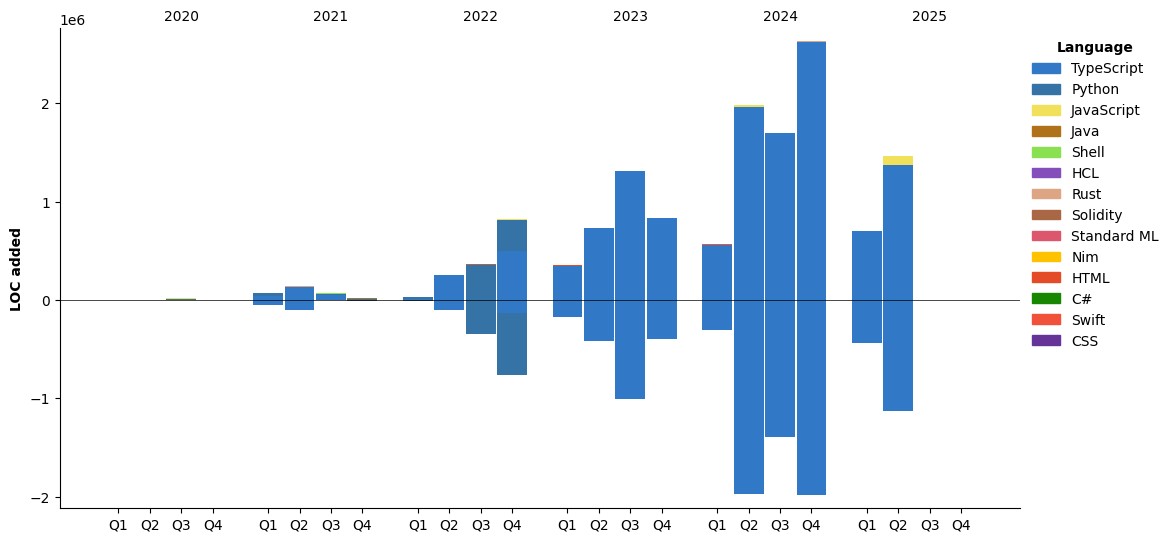 1e6
2020 2021 2022 2023 2024 2025
LOC added
2
1
0
−1
−2
Q1 Q2 Q3 Q4 Q1 Q2 Q3 Q4 Q1 Q2 Q3 Q4 Q1 Q2 Q3 Q4 Q1 Q2 Q3 Q4 Q1 Q2 Q3 Q4
Language
TypeScript
Python
JavaScript
Java
Shell
HCL
Rust
Solidity
Standard ML
Nim
HTML
C#
Swift
CSS